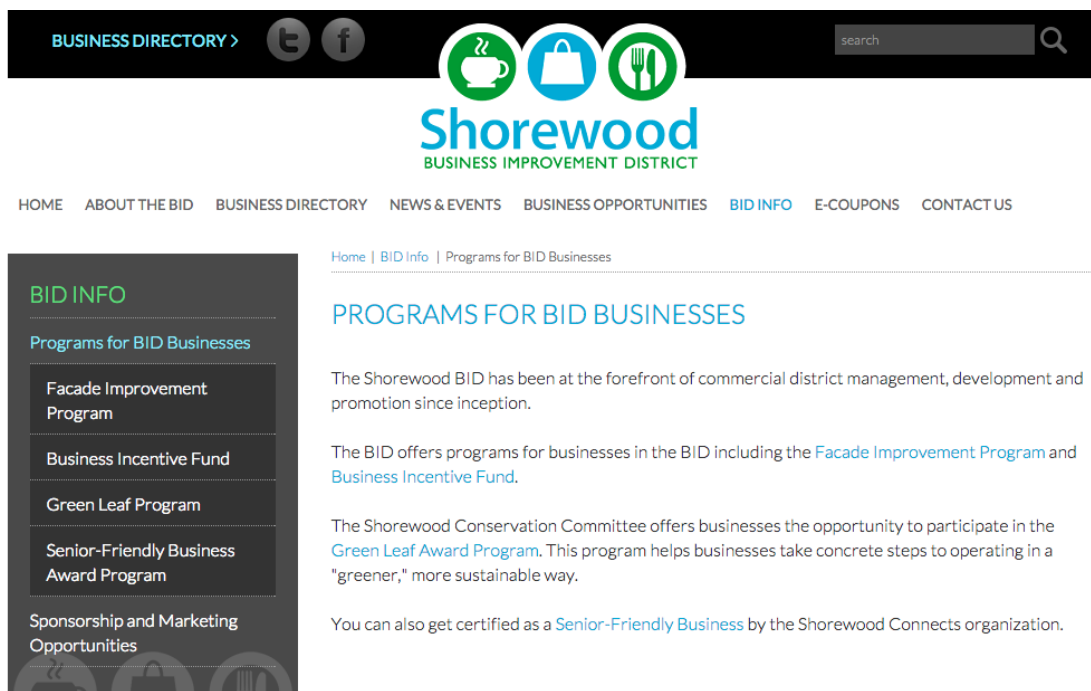 BUSINESS DIRECTORY >
search
Shorewood
BUSINESS IMPROVEMENT DISTRICT
HOME ABOUT THE BID BUSINESS DIRECTORY NEWS & EVENTS BUSINESS OPPORTUNITIES BID INFO E-COUPONS CONTACT US
BID INFO
Programs for BID Businesses
Facade Improvement
Program
Business Incentive Fund
Green Leaf Program
Senior-Friendly Business
Award Program
Sponsorship and Marketing
Opportunities
Home | BID Info | Programs for BID Businesses
PROGRAMS FOR BID BUSINESSES
The Shorewood BID has been at the forefront of commercial district management, development and
promotion since inception.
The BID offers programs for businesses in the BID including the Facade Improvement Program and
Business Incentive Fund.
The Shorewood Conservation Committee offers businesses the opportunity to participate in the
Green Leaf Award Program. This program helps businesses take concrete steps to operating in a
"greener," more sustainable way.
You can also get certified as a Senior-Friendly Business by the Shorewood Connects organization.